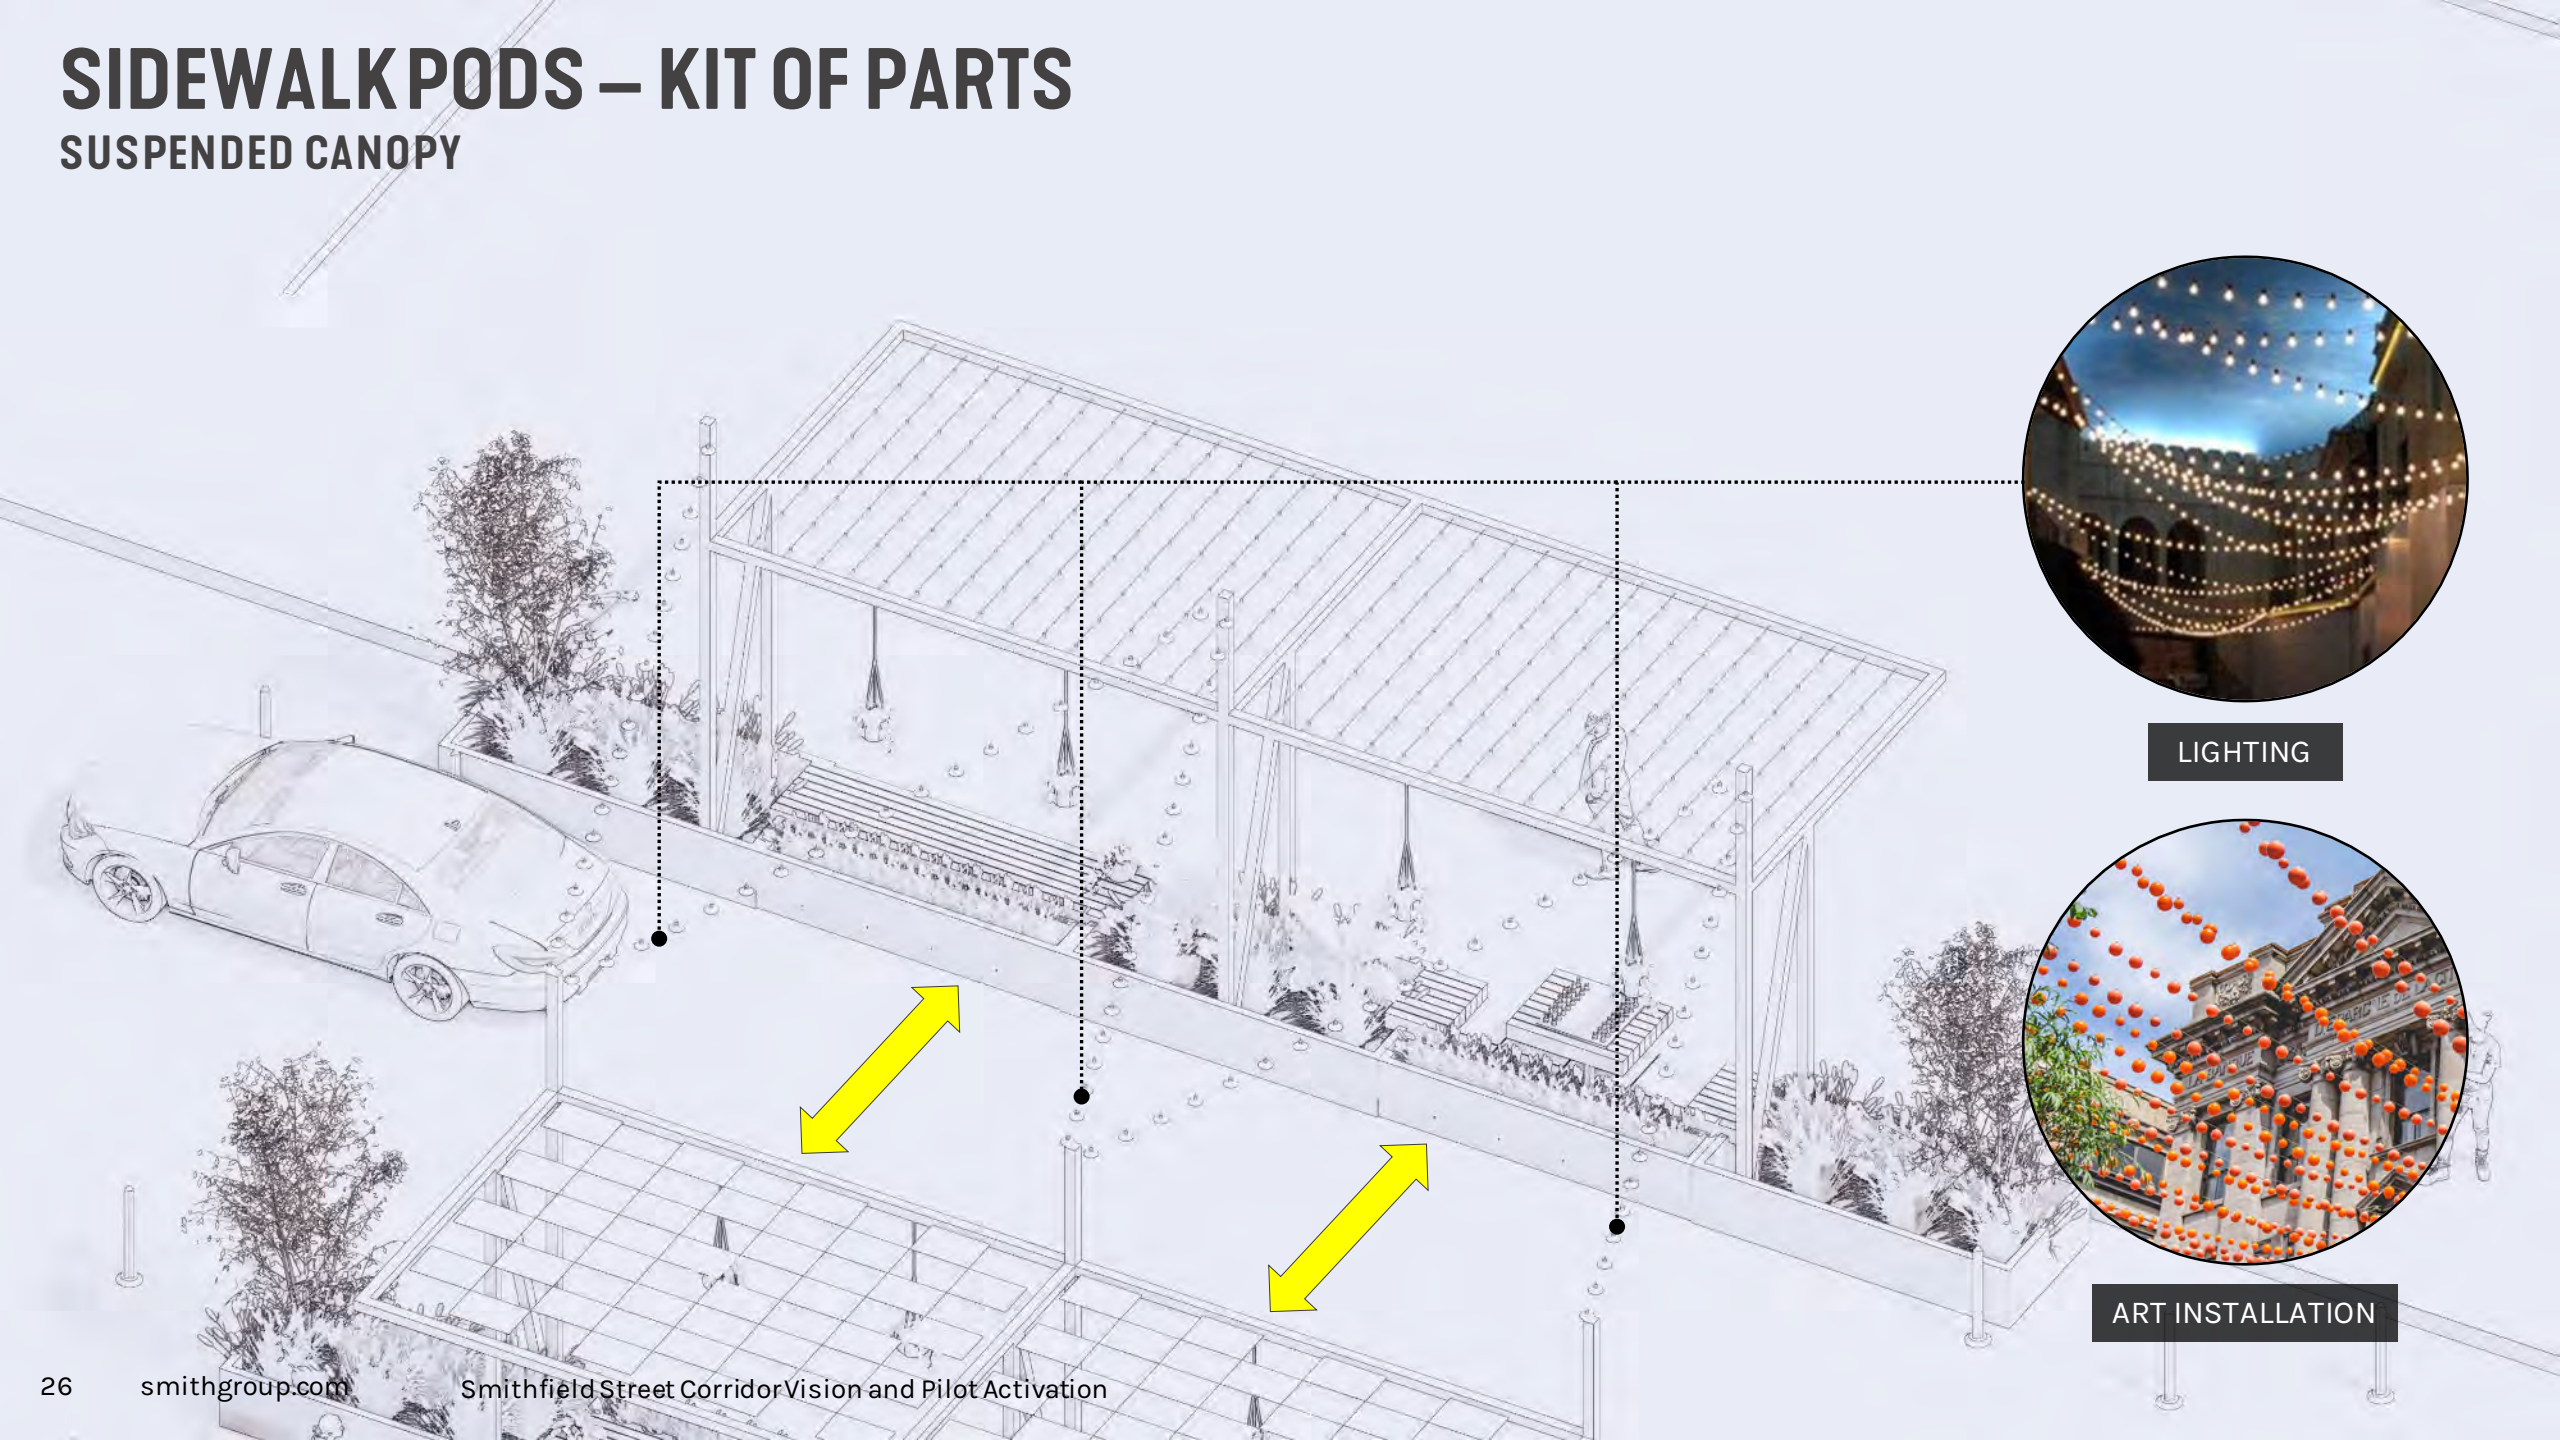 SIDEWALK PODS – KIT OF PARTS
SUSPENDED CANOPY
LIGHTING
ART INSTALLATION
26 smithgroup.com Smithfield Street Corridor Vision and Pilot Activation